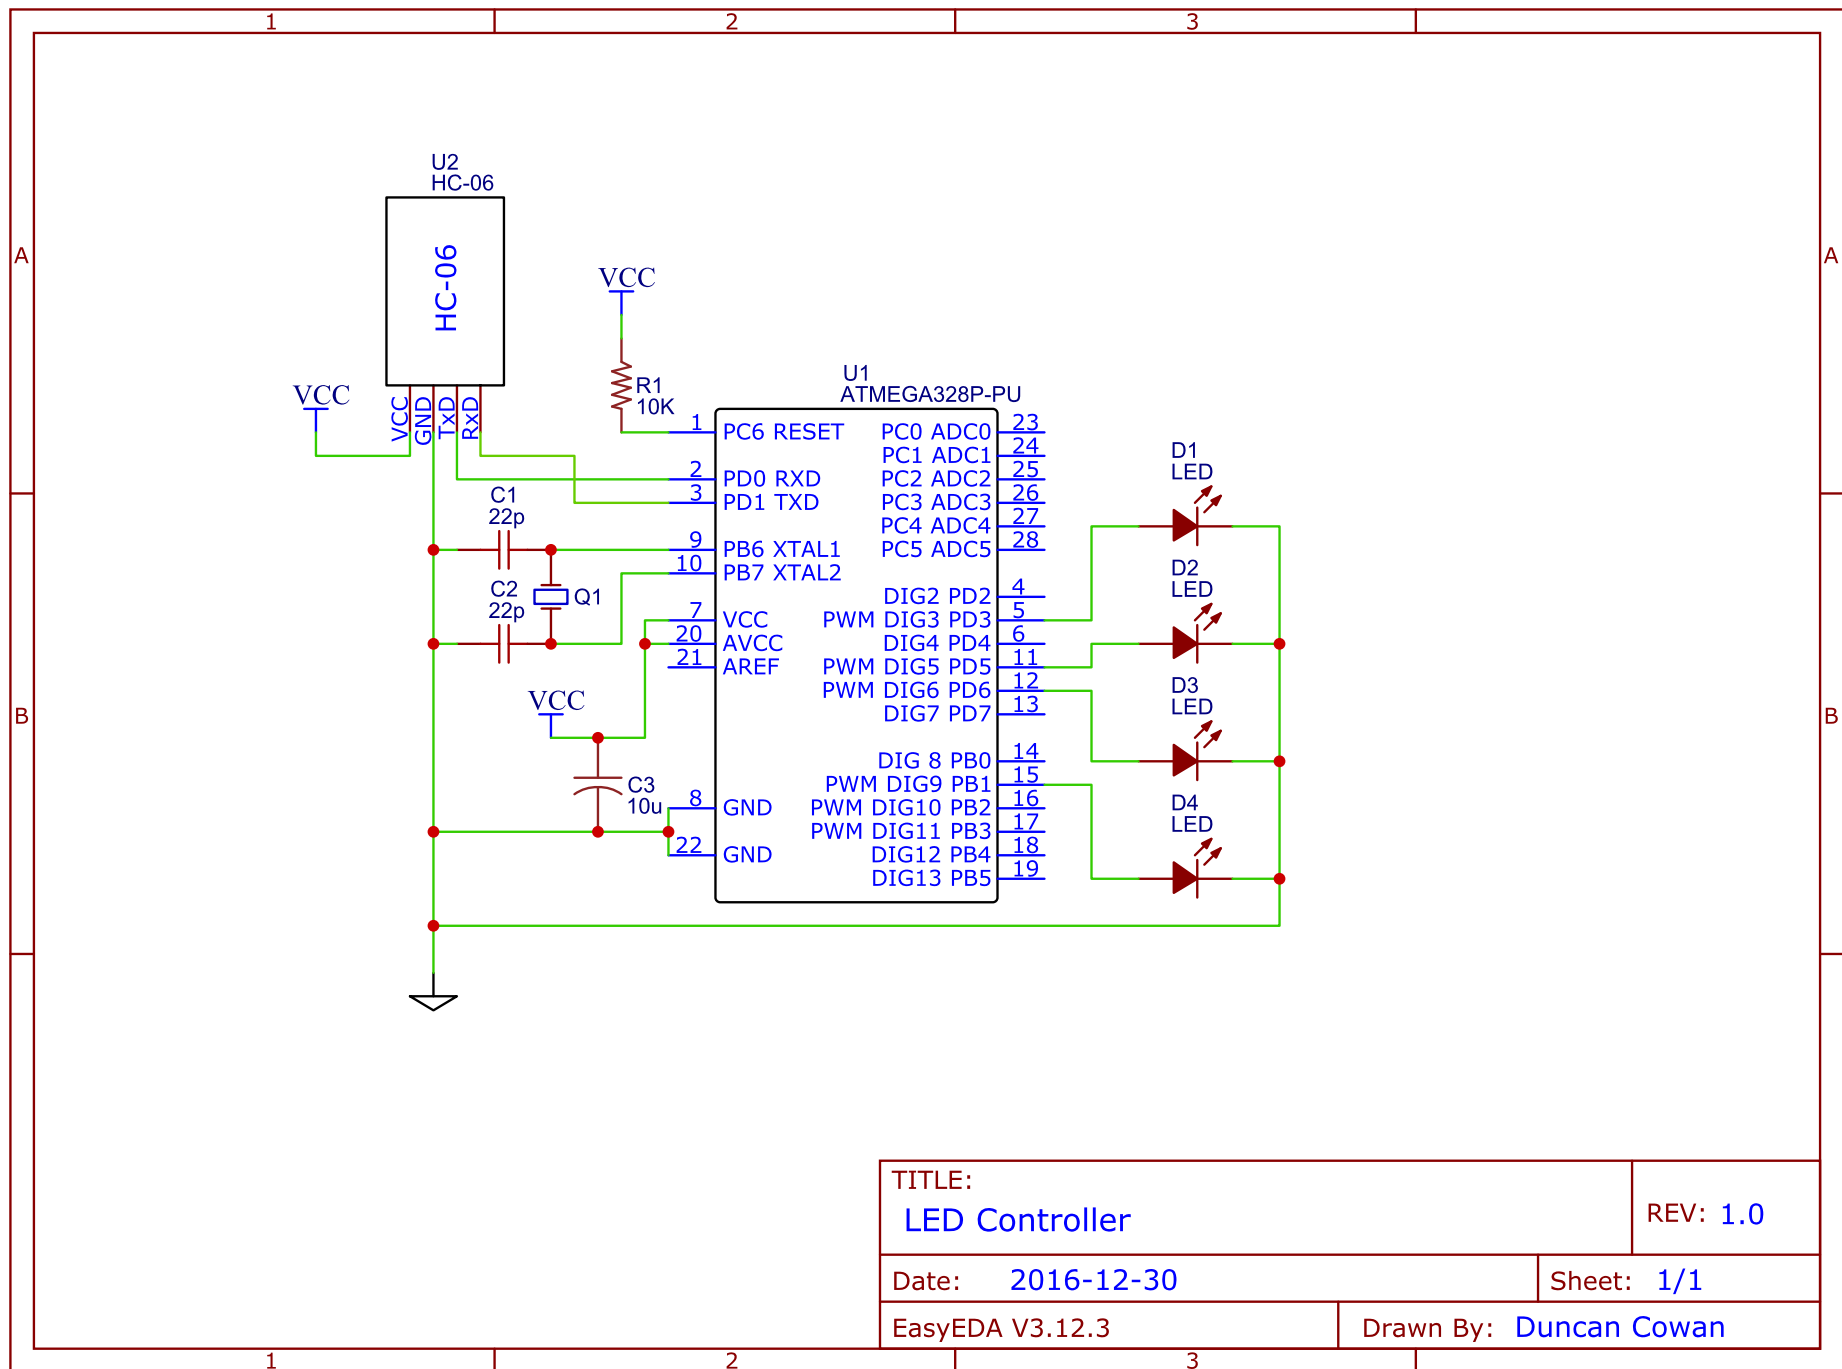 1 2 3
A A
U2
HC-06
HC-06
VCC
VCC
VCC
GND
TxD
RxD
R1
10K
U1
ATMEGA328P-PU
1 PC6 RESET PC0 ADC0 23
PC1 ADC1 24
2 PD0 RXD PC2 ADC2 25
3 PD1 TXD PC3 ADC3 26
PC4 ADC4 27
9 PB6 XTAL1 PC5 ADC5 28
10 PB7 XTAL2
DIG2 PD2 4
7 VCC PWM DIG3 PD3 5
20 AVCC DIG4 PD4 6
21 AREF PWM DIG5 PD5 11
PWM DIG6 PD6 12
DIG7 PD7 13
DIG 8 PB0 14
PWM DIG9 PB1 15
8 GND PWM DIG10 PB2 16
PWM DIG11 PB3 17
22 GND DIG12 PB4 18
DIG13 PB5 19
C1
22p
C2
22p
Q1
VCC
C3
10u
D1
LED
D2
LED
D3
LED
D4
LED
B B
TITLE:
LED Controller
REV: 1.0
Date: 2016-12-30
Sheet: 1/1
EasyEDA V3.12.3
Drawn By: Duncan Cowan
1 2 3